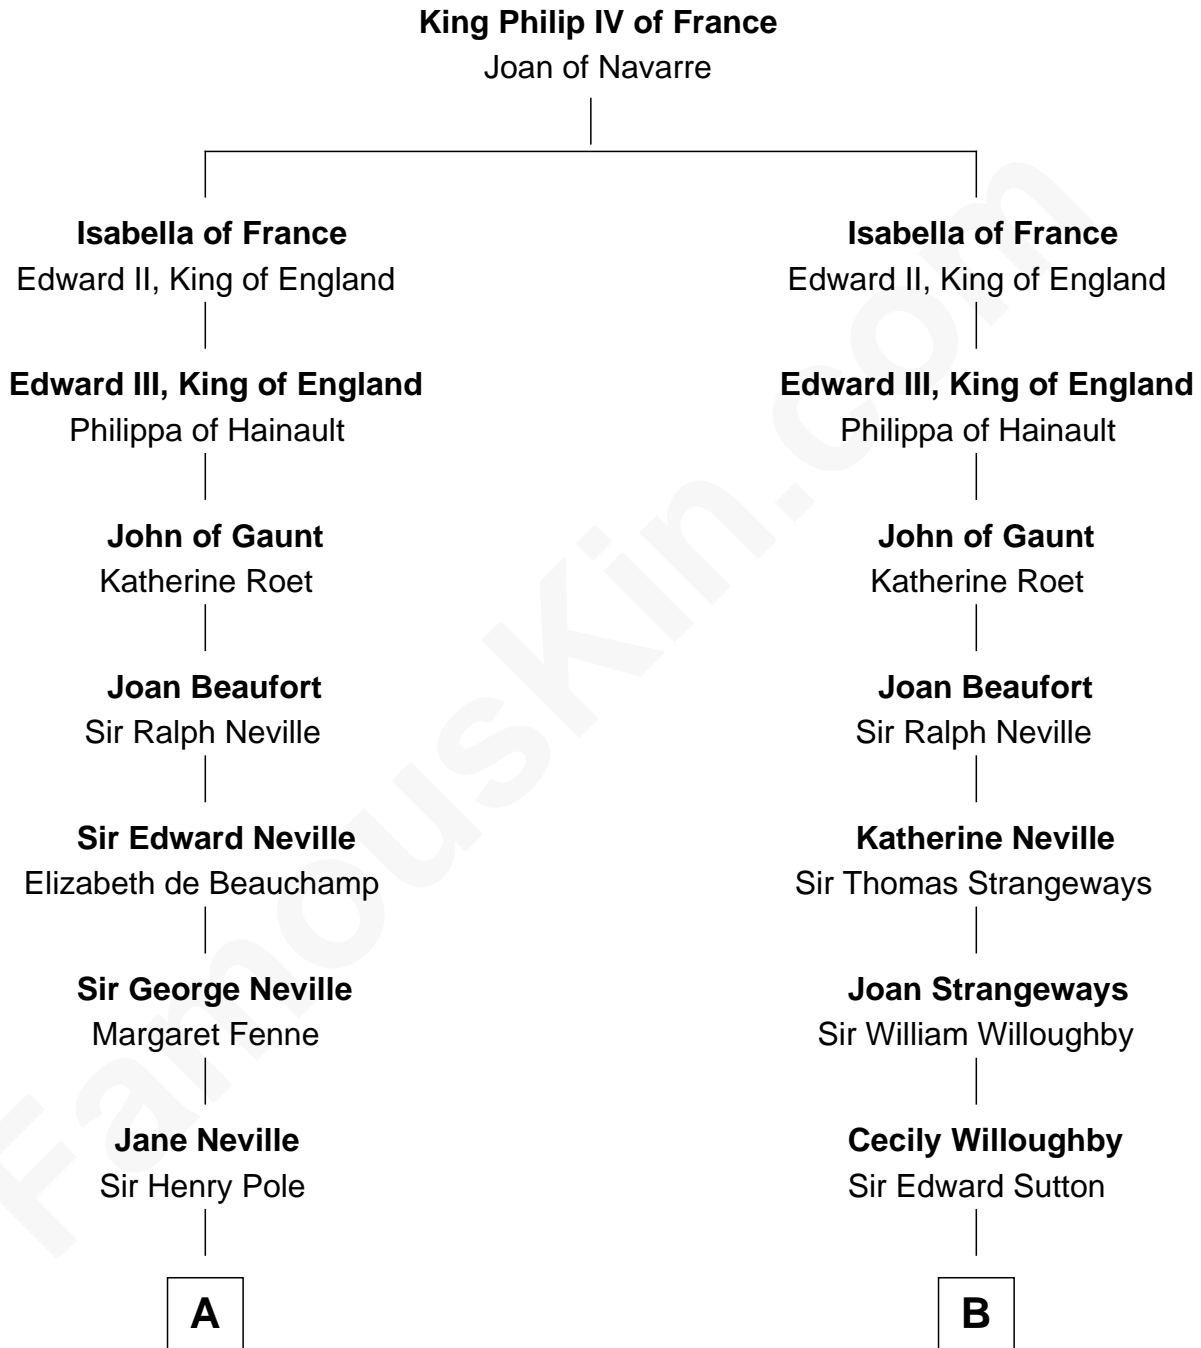 King Philip IV of France
Joan of Navarre
Isabella of France
Edward II, King of England
Edward III, King of England
Philippa of Hainault
John of Gaunt
Katherine Roet
Joan Beaufort
Sir Ralph Neville
Sir Edward Neville
Elizabeth de Beauchamp
Sir George Neville
Margaret Fenne
Jane Neville
Sir Henry Pole
A
Isabella of France
Edward II, King of England
Edward III, King of England
Philippa of Hainault
John of Gaunt
Katherine Roet
Joan Beaufort
Sir Ralph Neville
Katherine Neville
Sir Thomas Strangeways
Joan Strangeways
Sir William Willoughby
Cecily Willoughby
Sir Edward Sutton
B
FamousKin.com